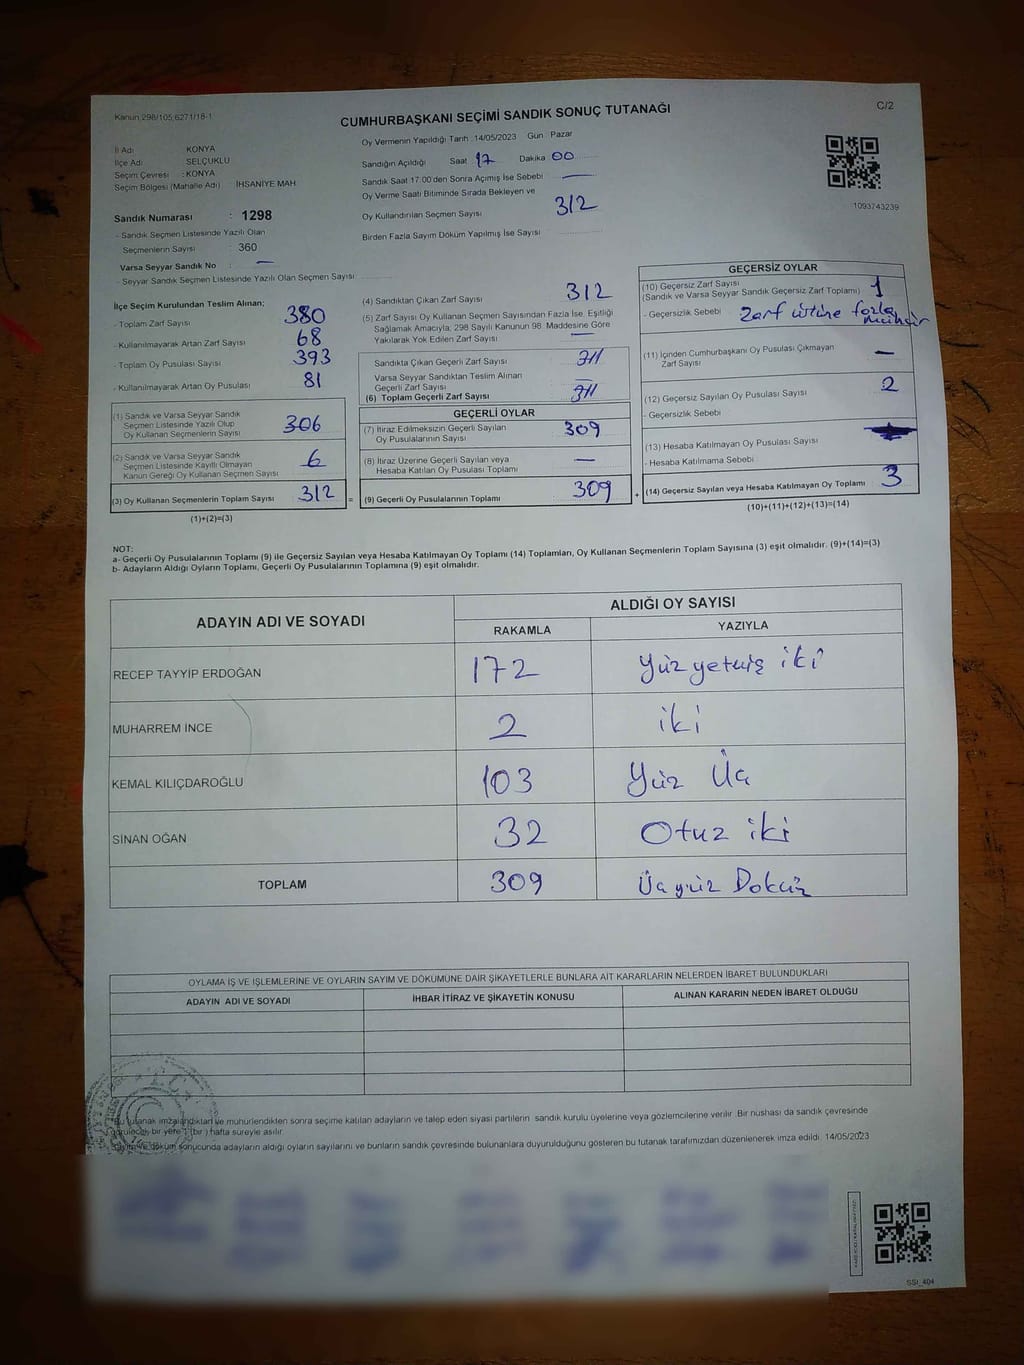 Kanun 298/105,6271/18-1
CUMHURBAŞKANI SEÇİMİ SANDIK SONUÇ TUTANAĞI
C/2
İl Adı KONYA
İlçe Adı SELÇUKLU
Seçim Çevresi : KONYA
Seçim Bölgesi (Mahalle Adı) İHSANİYE MAH
Sandık Numarası : 1298
- Sandık Seçmen Listesinde Yazılı Olan
Seçmenlerin Sayısı : 360
Varsa Seyyar Sandık No : —
- Seyyar Sandık Seçmen Listesinde Yazılı Olan Seçmen Sayısı
Oy Vermenin Yapıldığı Tarih : 14/05/2023 Gün : Pazar
Sandığın Açıldığı Saat 17 Dakika 00
Sandık Saat 17:00'den Sonra Açımış İse Sebebi : —
Oy Verme Saati Bitiminde Sırada Bekleyen ve
Oy Kullandırılan Seçmen Sayısı 312
Birden Fazla Sayım Döküm Yapılmış İse Sayısı
1093743239
İlçe Seçim Kurulundan Teslim Alınan;
- Toplam Zarf Sayısı 380
- Kullanılmayarak Artan Zarf Sayısı 68
- Toplam Oy Pusulası Sayısı 393
- Kullanılmayarak Artan Oy Pusulası 81
(1) Sandık ve Varsa Seyyar Sandık
Seçmen Listesinde Yazılı Olup
Oy Kullanan Seçmenlerin Sayısı 306
(2) Sandık ve Varsa Seyyar Sandık
Seçmen Listesinde Kayıtlı Olmayan
Kanun Gereği Oy Kullanan Seçmen Sayısı 6
(3) Oy Kullanan Seçmenlerin Toplam Sayısı 312 =
(1)+(2)=(3)
(4) Sandıktan Çıkan Zarf Sayısı 312
(5) Zarf Sayısı Oy Kullanan Seçmen Sayısından Fazla İse, Eşitliği
Sağlamak Amacıyla, 298 Sayılı Kanunun 98. Maddesine Göre
Yakılarak Yok Edilen Zarf Sayısı —
Sandıkta Çıkan Geçerli Zarf Sayısı 311
Varsa Seyyar Sandıktan Teslim Alınan
Geçerli Zarf Sayısı
(6) Toplam Geçerli Zarf Sayısı 311
GEÇERLİ OYLAR
(7) İtiraz Edilmeksizin Geçerli Sayılan
Oy Pusulalarının Sayısı 309
(8) İtiraz Üzerine Geçerli Sayılan veya
Hesaba Katılan Oy Pusulası Toplamı —
(9) Geçerli Oy Pusulalarının Toplamı 309 +
GEÇERSİZ OYLAR
(10) Geçersiz Zarf Sayısı
(Sandık ve Varsa Seyyar Sandık Geçersiz Zarf Toplamı) 1
- Geçersizlik Sebebi Zarf üstüne fazla mühür
(11) İçinden Cumhurbaşkanı Oy Pusulası Çıkmayan
Zarf Sayısı —
(12) Geçersiz Sayılan Oy Pusulası Sayısı 2
- Geçersizlik Sebebi
(13) Hesaba Katılmayan Oy Pusulası Sayısı
- Hesaba Katılmama Sebebi
(14) Geçersiz Sayılan veya Hesaba Katılmayan Oy Toplamı 3
(10)+(11)+(12)+(13)=(14)
NOT:
a- Geçerli Oy Pusulalarının Toplamı (9) ile Geçersiz Sayılan veya Hesaba Katılmayan Oy Toplamı (14) Toplamları, Oy Kullanan Seçmenlerin Toplam Sayısına (3) eşit olmalıdır. (9)+(14)=(3)
b- Adayların Aldığı Oyların Toplamı, Geçerli Oy Pusulalarının Toplamına (9) eşit olmalıdır.
ADAYIN ADI VE SOYADI
ALDIĞI OY SAYISI
RAKAMLA YAZIYLA
RECEP TAYYİP ERDOĞAN 172 Yüz yetmiş iki
MUHARREM İNCE 2 iki
KEMAL KILIÇDAROĞLU 103 Yüz Üç
SİNAN OĞAN 32 Otuz iki
TOPLAM 309 Üçyüz Dokuz
OYLAMA İŞ VE İŞLEMLERİNE VE OYLARIN SAYIM VE DÖKÜMÜNE DAİR ŞİKAYETLERLE BUNLARA AİT KARARLARIN NELERDEN İBARET BULUNDUKLARI
ADAYIN ADI VE SOYADI İHBAR İTİRAZ VE ŞİKAYETİN KONUSU ALINAN KARARIN NEDEN İBARET OLDUĞU
T.C.
Bu tutanak imzalandıktan ve mühürlendikten sonra seçime katılan adayların ve talep eden siyasi partilerin sandık kurulu üyelerine veya gözlemcilerine verilir. Bir nüshası da sandık çevresinde
görülecek bir yere 1 (bir) hafta süreyle asılır.
Sayım ve döküm sonucunda adayların aldığı oyların sayılarını ve bunların sandık çevresinde bulunanlara duyurulduğunu gösteren bu tutanak tarafımızdan düzenlenerek imza edildi. 14/05/2023
SSI_404